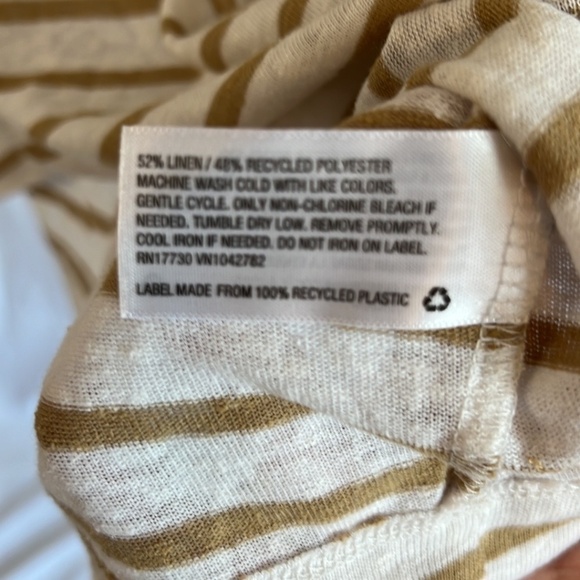 52% LINEN / 48% RECYCLED POLYESTER
MACHINE WASH COLD WITH LIKE COLORS,
GENTLE CYCLE. ONLY NON-CHLORINE BLEACH IF
NEEDED. TUMBLE DRY LOW. REMOVE PROMPTLY.
COOL IRON IF NEEDED. DO NOT IRON ON LABEL.
RN17730 VN1042782
LABEL MADE FROM 100% RECYCLED PLASTIC